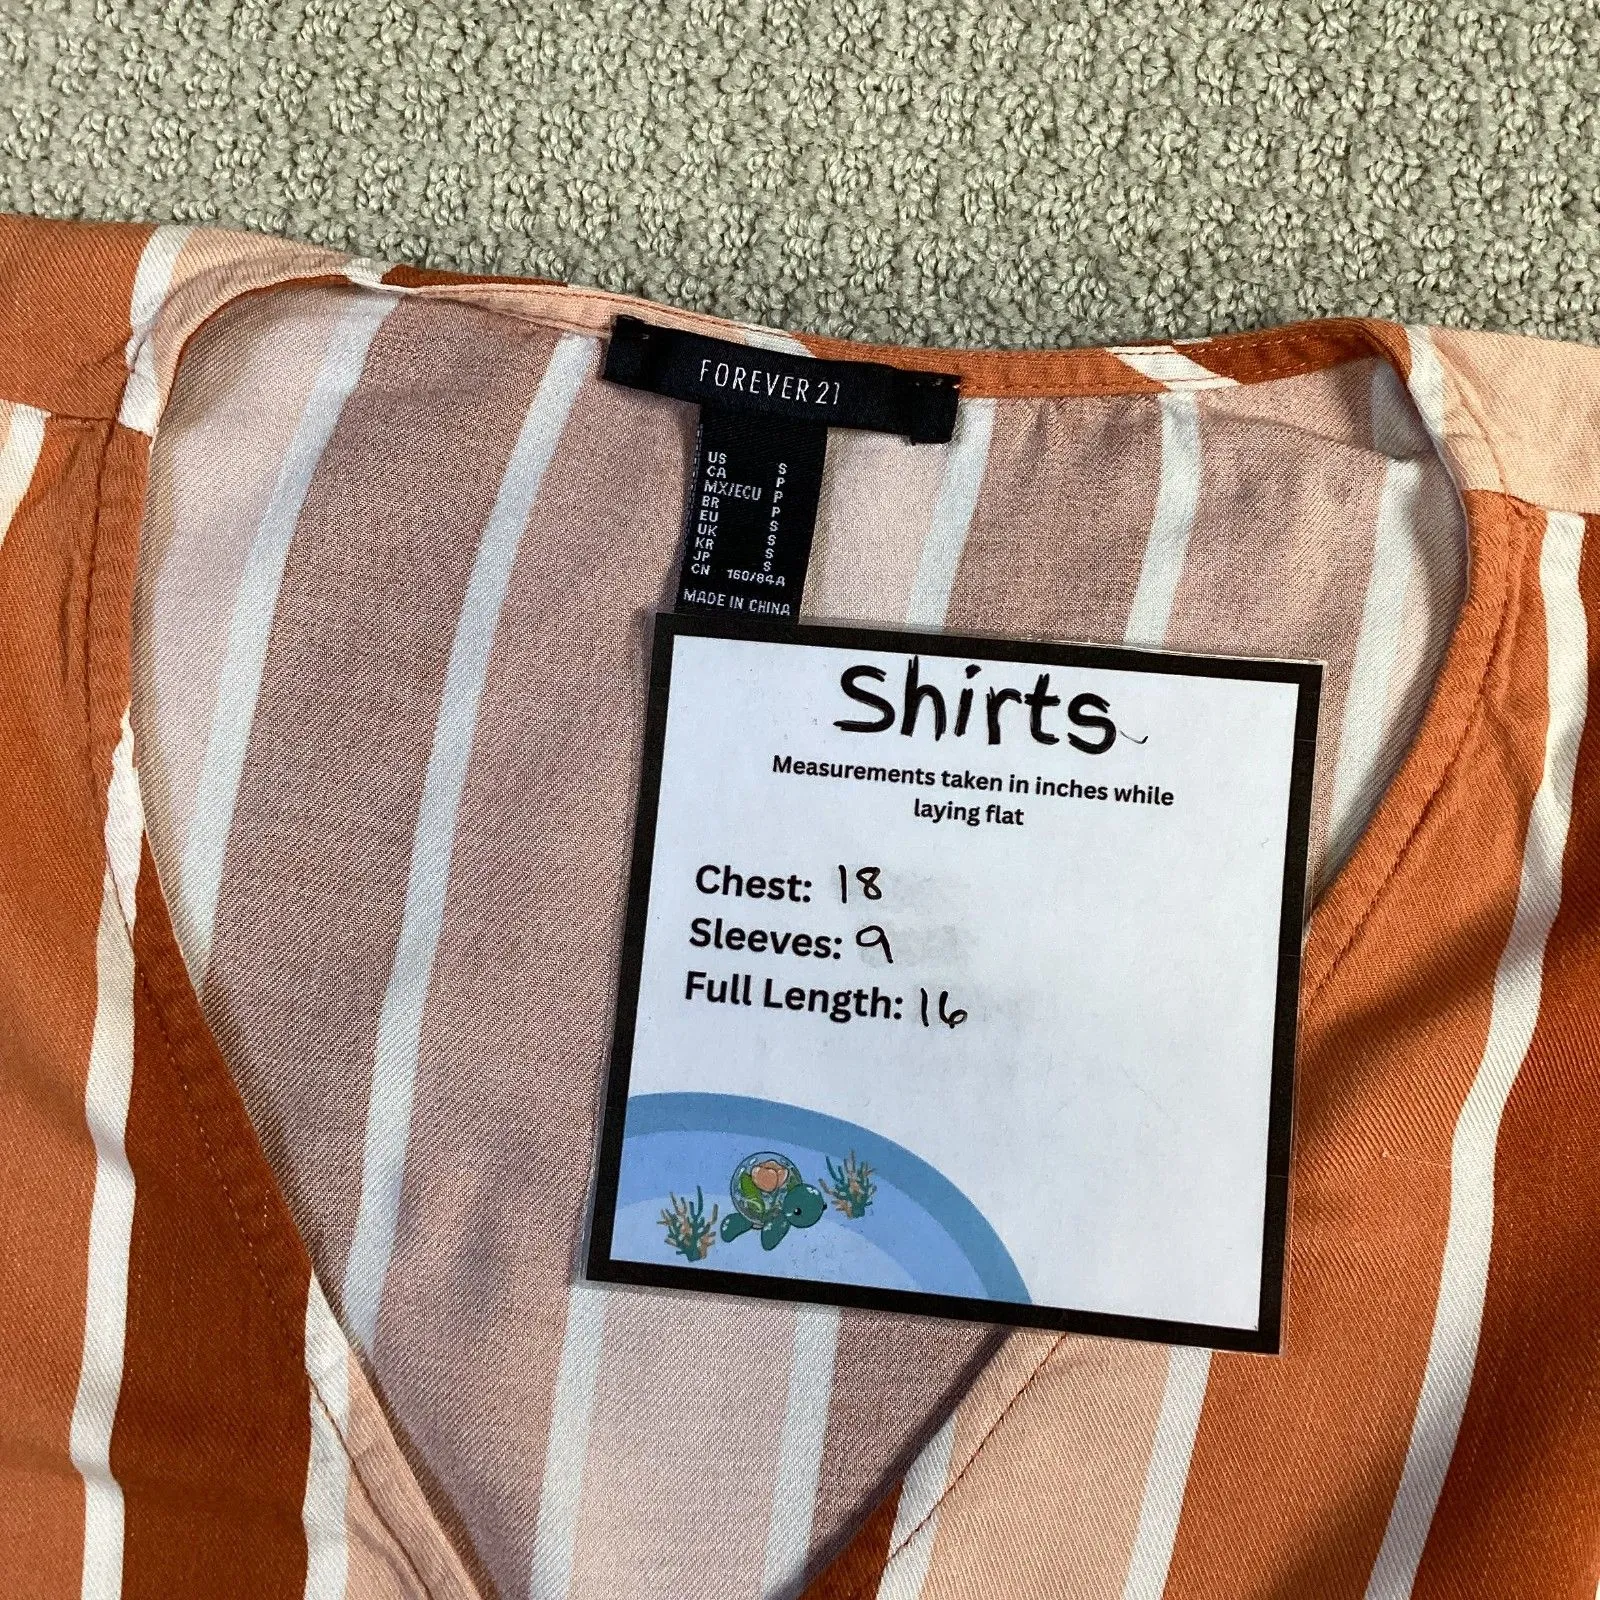 FOREVER 21
US S
CA P
MX/ECU P
BR P
EU S
UK S
KR S
JP S
CN 160/84A
MADE IN CHINA
Shirts
Measurements taken in inches while
laying flat
Chest: 18
Sleeves: 9
Full Length: 16